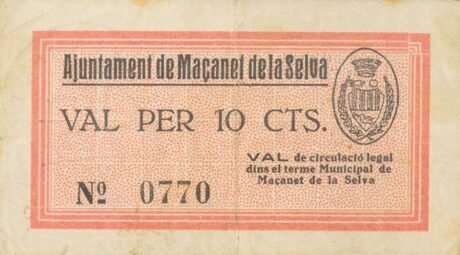 Ajuntament de Maçanet de la Selva
VAL PER 10 CTS.
VAL de circulació legal
dins el terme Municipal de
Maçanet de la Selva
Nº 0770